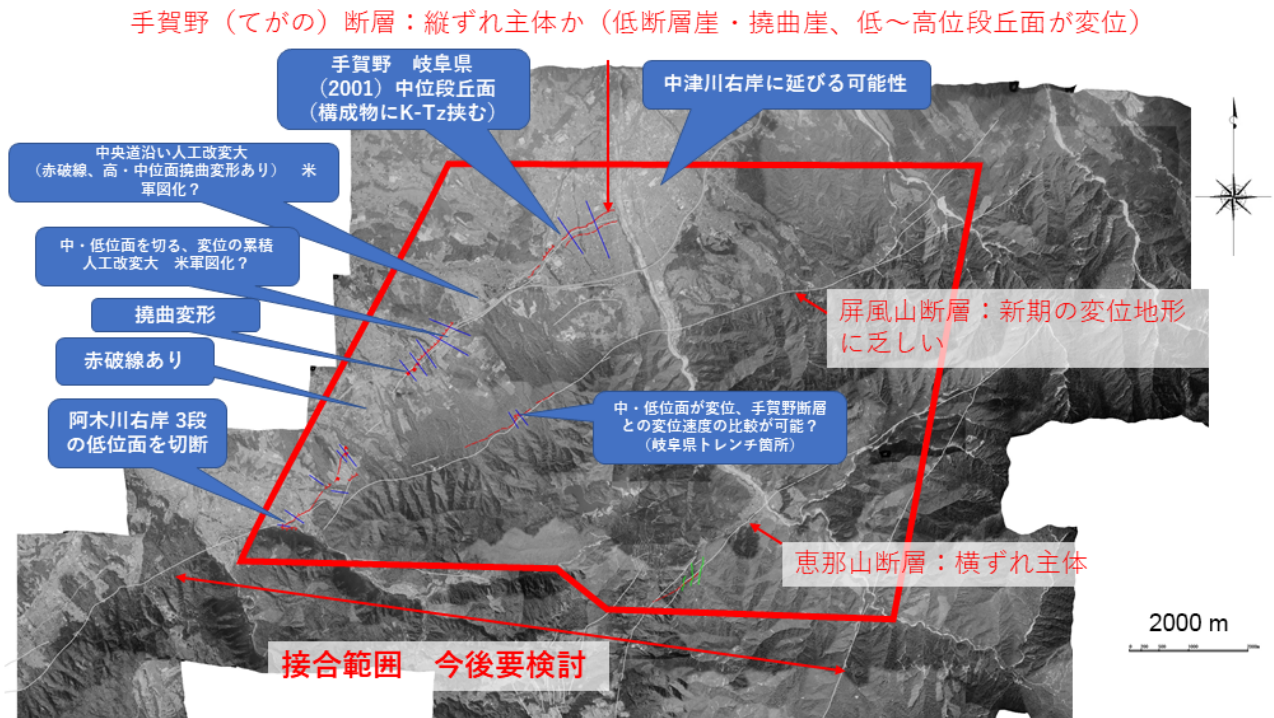 手賀野（てがの）断層：縦ずれ主体か（低断層崖・撓曲崖、低～高位段丘面が変位）
手賀野　岐阜県
（2001）中位段丘面
（構成物にK-Tz挟む）
中津川右岸に延びる可能性
中央道沿い人工改変大
（赤破線、高・中位面撓曲変形あり）　米
軍図化？
中・低位面を切る、変位の累積
人工改変大　米軍図化？
撓曲変形
赤破線あり
阿木川右岸 3段
の低位面を切断
屏風山断層：新期の変位地形
に乏しい
中・低位面が変位、手賀野断層
との変位速度の比較が可能？
（岐阜県トレンチ箇所）
恵那山断層：横ずれ主体
接合範囲　今後要検討
2000 m